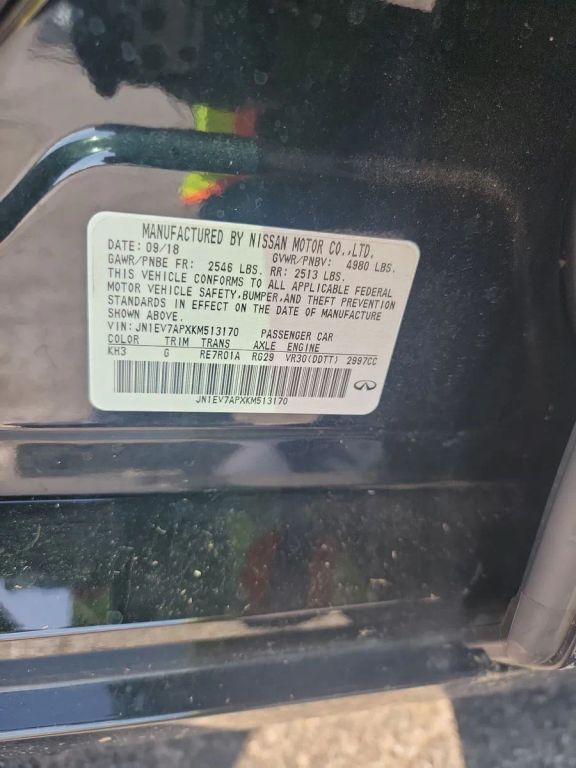 MANUFACTURED BY NISSAN MOTOR CO.,LTD.
DATE: 09/18 GVWR/PNBV: 4980 LBS.
GAWR/PNBE FR: 2546 LBS. RR: 2513 LBS.
THIS VEHICLE CONFORMS TO ALL APPLICABLE FEDERAL
MOTOR VEHICLE SAFETY,BUMPER,AND THEFT PREVENTION
STANDARDS IN EFFECT ON THE DATE OF MANUFACTURE
SHOWN ABOVE.
VIN: JN1EV7APXKM513170 PASSENGER CAR
COLOR TRIM TRANS AXLE ENGINE
KH3 G RE7R01A RG29 VR30(DDTT) 2997CC
JN1EV7APXKM513170